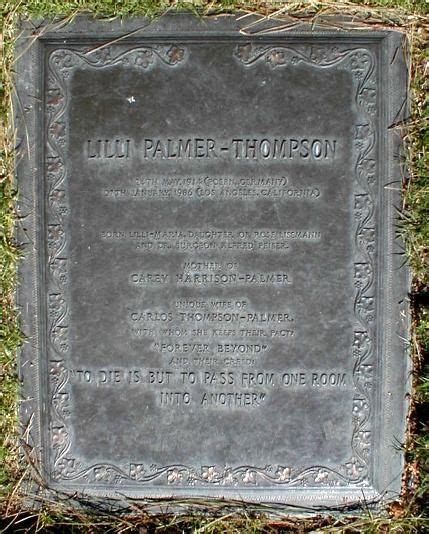 LILLI PALMER-THOMPSON
24TH MAY, 1914 (POSEN, GERMANY)
27TH JANUARY, 1986 (LOS ANGELES, CALIFORNIA)
BORN LILLI-MARIA, DAUGHTER OF ROSE LISSMANN
AND DR. SURGEON ALFRED PEISER.
MOTHER OF
CAREY HARRISON-PALMER
UNIQUE WIFE OF
CARLOS THOMPSON-PALMER,
WITH WHOM SHE KEEPS THEIR PACT,
"FOREVER BEYOND"
AND THEIR CREDO:
"TO DIE IS BUT TO PASS FROM ONE ROOM
INTO ANOTHER"